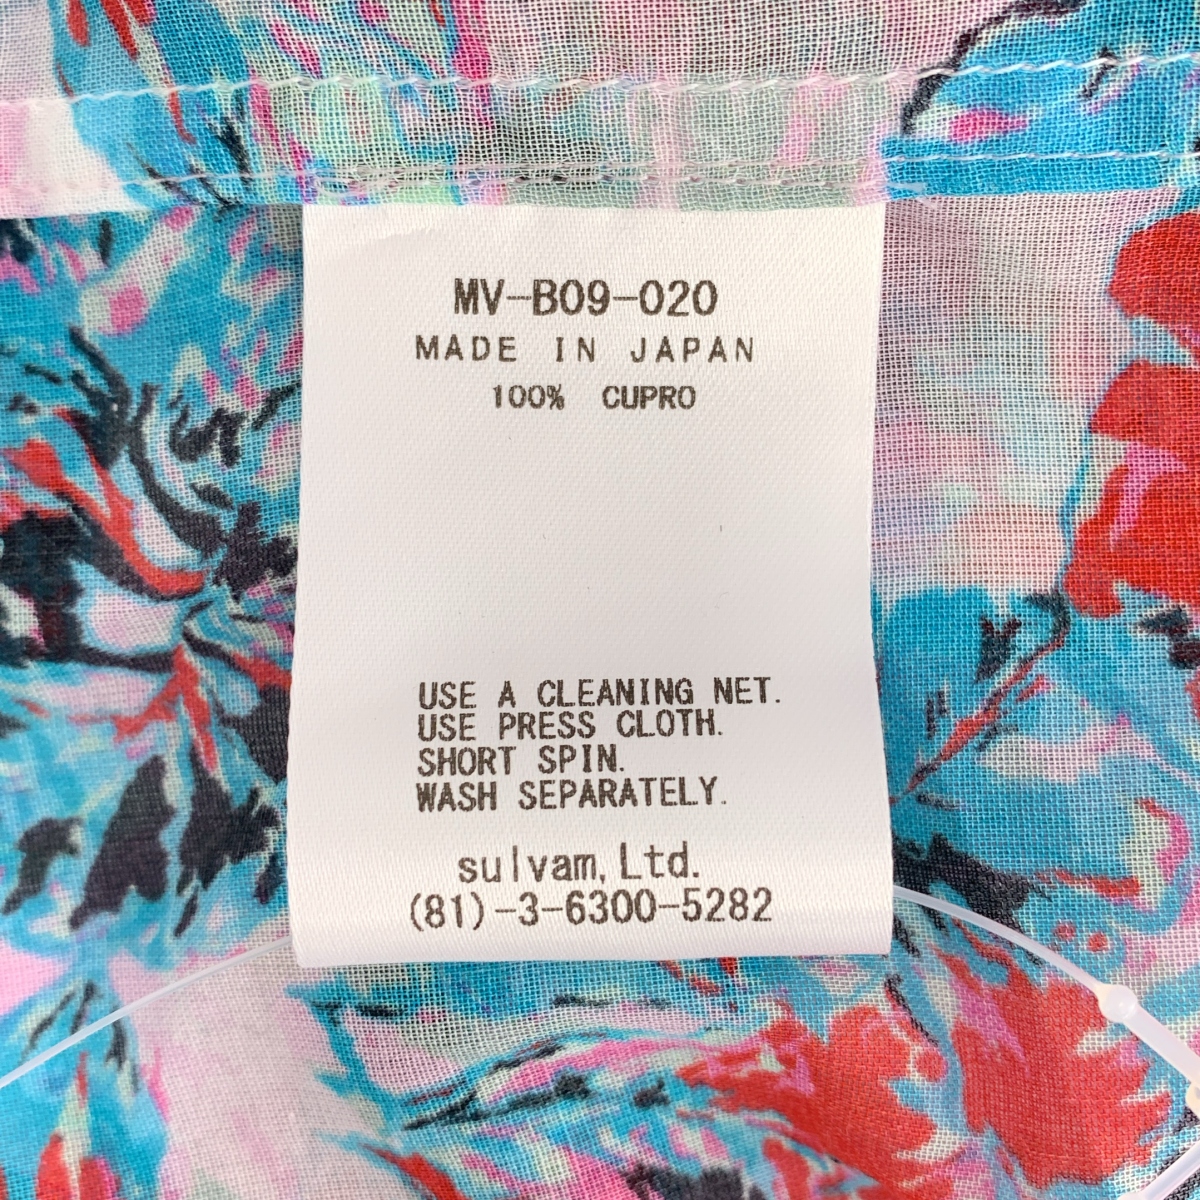 MV-B09-020
MADE IN JAPAN
100% CUPRO
USE A CLEANING NET.
USE PRESS CLOTH.
SHORT SPIN.
WASH SEPARATELY.
sulvam, Ltd.
(81)-3-6300-5282